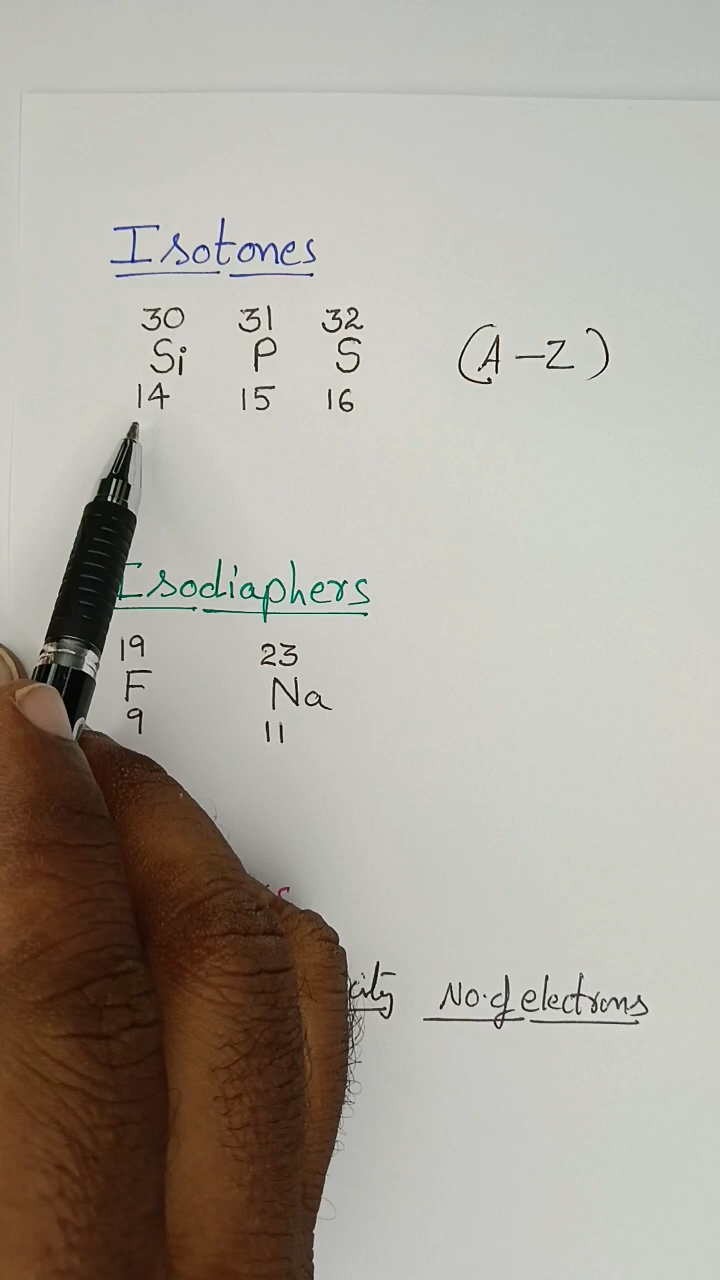 Isotones
30 31 32
Si P S (A-Z)
14 15 16
Isodiaphers
19 23
F Na
9 11
No.of electrons